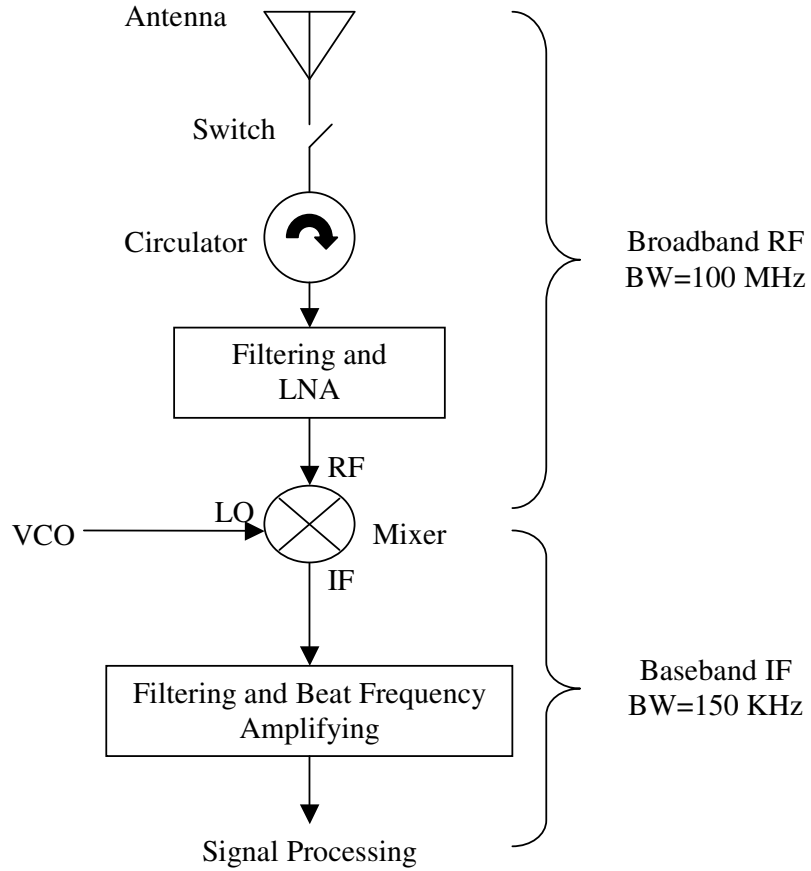 Antenna
Switch
Circulator
Broadband RF
BW=100 MHz
Filtering and
LNA
RF
LO
VCO
Mixer
IF
Baseband IF
BW=150 KHz
Filtering and Beat Frequency
Amplifying
Signal Processing